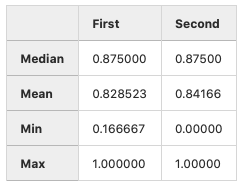 First Second
Median 0.875000 0.87500
Mean 0.828523 0.84166
Min 0.166667 0.00000
Max 1.000000 1.00000